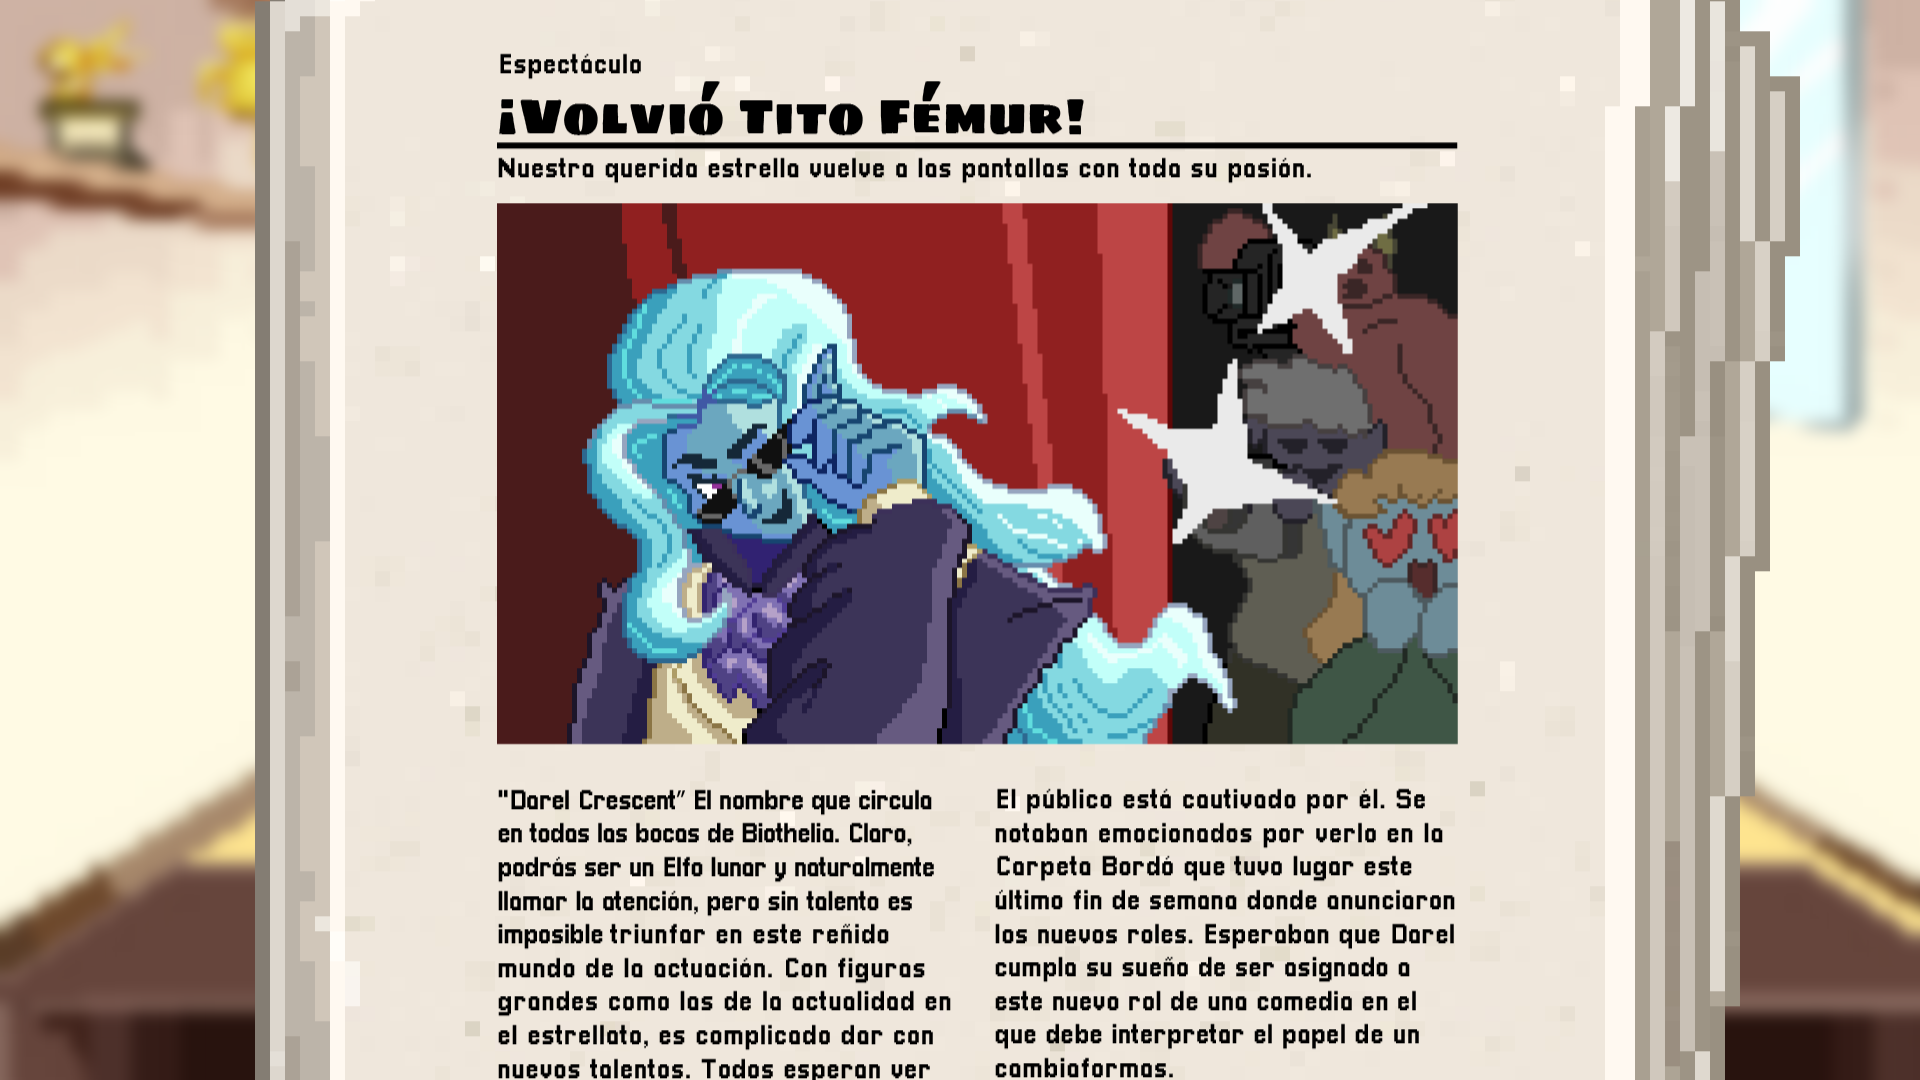 Espectáculo
¡Volvió Tito Fémur!
Nuestra querida estrella vuelve a las pantallas con toda su pasión.
"Darel Crescent" El nombre que circula
en todas las bocas de Biothelia. Claro,
podrás ser un Elfo lunar y naturalmente
llamar la atención, pero sin talento es
imposible triunfar en este reñido
mundo de la actuación. Con figuras
grandes como las de la actualidad en
el estrellato, es complicado dar con
nuevos talentos. Todos esperan ver
El público está cautivado por él. Se
notaban emocionados por verlo en la
Carpeta Bordó que tuvo lugar este
último fin de semana donde anunciaron
los nuevos roles. Esperaban que Darel
cumpla su sueño de ser asignado a
este nuevo rol de una comedia en el
que debe interpretar el papel de un
cambiaformas.